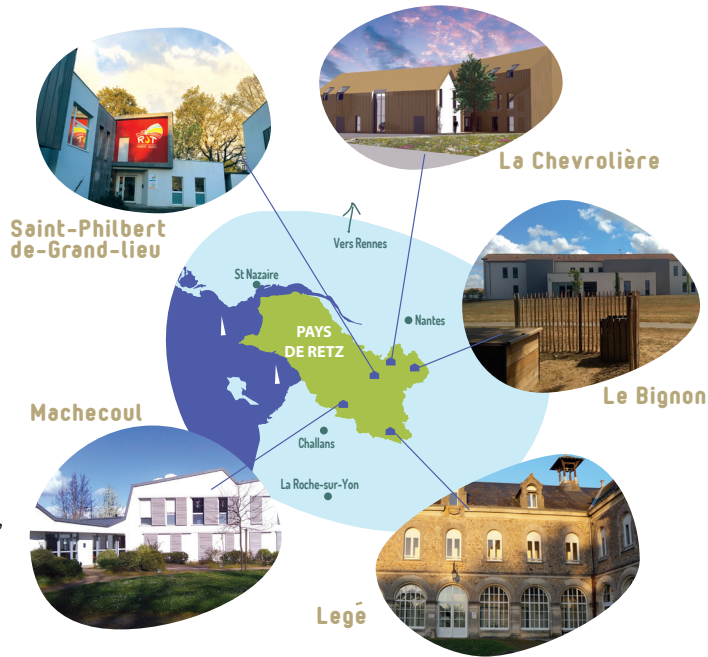 RJT
La Chevrolière
Saint-Philbert
de-Grand-lieu
Vers Rennes
St Nazaire
Nantes
PAYS
DE RETZ
Le Bignon
Machecoul
Challans
La Roche-sur-Yon
,
Legé